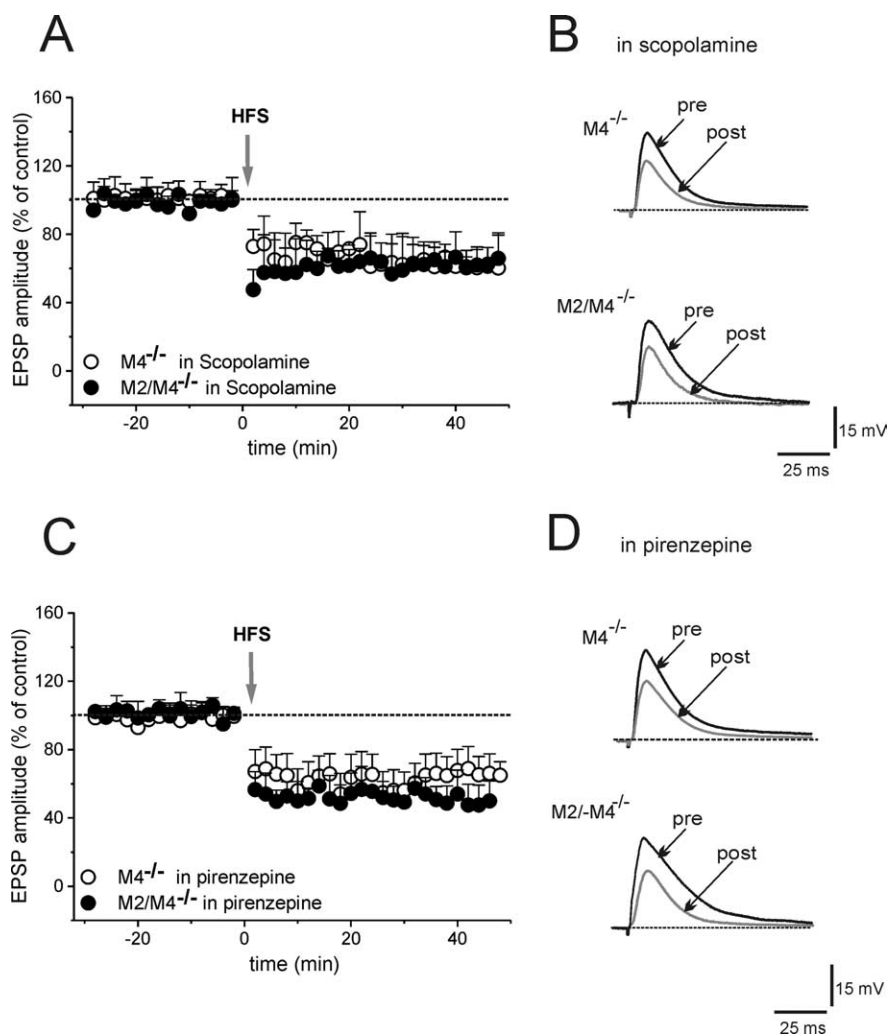 A
EPSP amplitude (% of control)
160
120
80
40
0
HFS
M4-/- in Scopolamine
M2/M4-/- in Scopolamine
-20 0 20 40
time (min)
B
in scopolamine
M4-/-
pre
post
M2/M4-/-
pre
post
15 mV
25 ms
C
EPSP amplitude (% of control)
160
120
80
40
0
HFS
M4-/- in pirenzepine
M2/M4-/- in pirenzepine
-20 0 20 40
time (min)
D
in pirenzepine
M4-/-
pre
post
M2/-M4-/-
pre
post
15 mV
25 ms